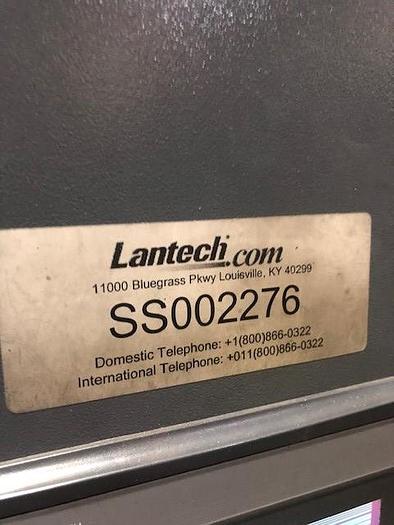 Lantech.com
11000 Bluegrass Pkwy Louisville, KY 40299
SS002276
Domestic Telephone: +1(800)866-0322
International Telephone: +011(800)866-0322